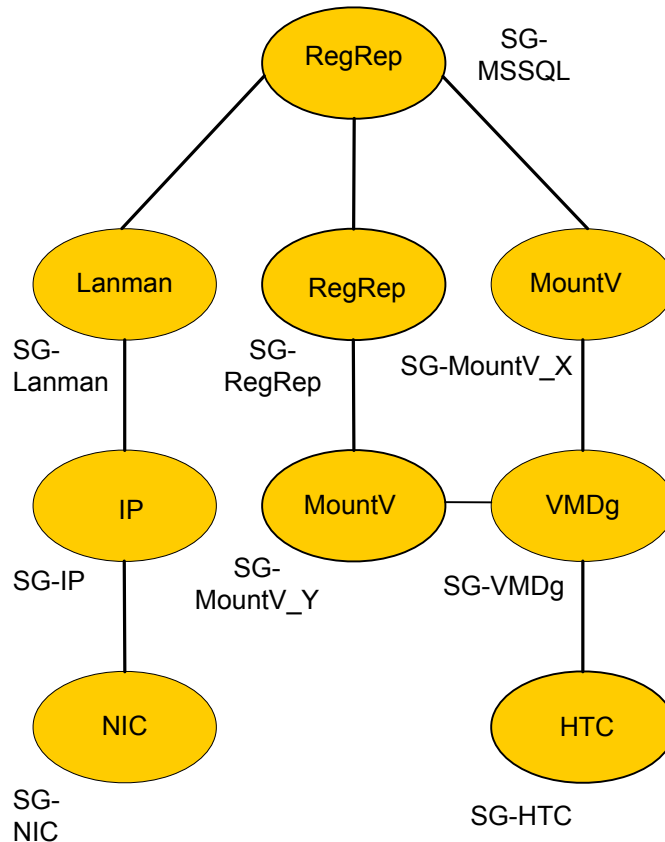 RegRep
SG-
MSSQL
Lanman
RegRep
MountV
SG-
Lanman
SG-
RegRep
SG-MountV_X
IP
MountV
VMDg
SG-IP
SG-
MountV_Y
SG-VMDg
NIC
HTC
SG-
NIC
SG-HTC